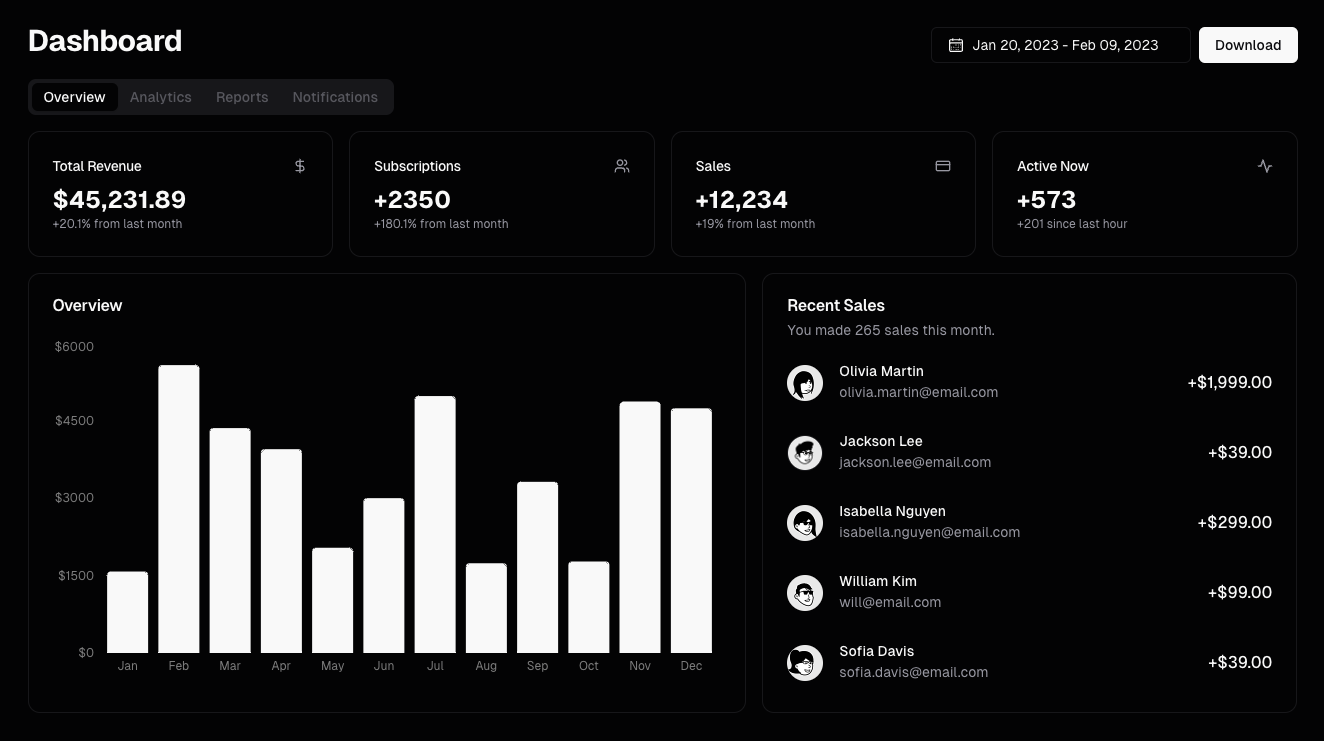 Dashboard
Jan 20, 2023 - Feb 09, 2023
Download
Overview
Analytics
Reports
Notifications
Total Revenue
$45,231.89
+20.1% from last month
Subscriptions
+2350
+180.1% from last month
Sales
+12,234
+19% from last month
Active Now
+573
+201 since last hour
Overview
$6000
$4500
$3000
$1500
$0
Jan Feb Mar Apr May Jun Jul Aug Sep Oct Nov Dec
Recent Sales
You made 265 sales this month.
Olivia Martin
olivia.martin@email.com
+$1,999.00
Jackson Lee
jackson.lee@email.com
+$39.00
Isabella Nguyen
isabella.nguyen@email.com
+$299.00
William Kim
will@email.com
+$99.00
Sofia Davis
sofia.davis@email.com
+$39.00